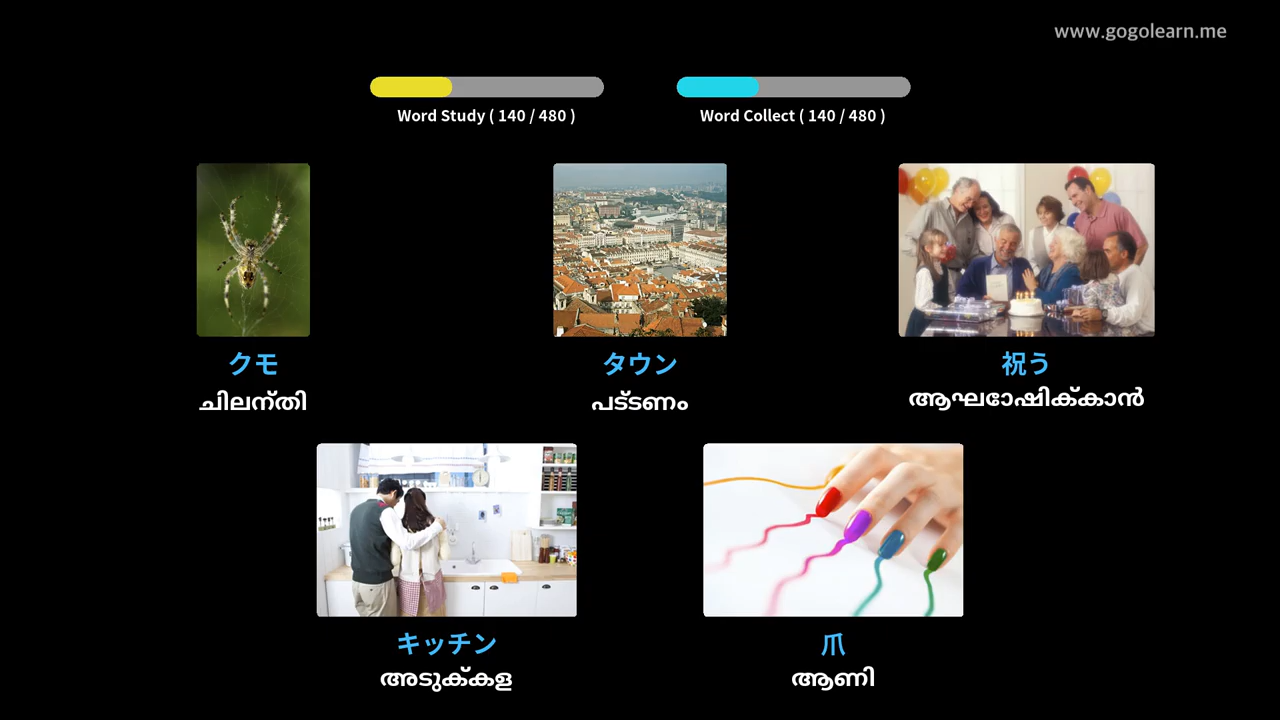 www.gogolearn.me
Word Study ( 140 / 480 )
Word Collect ( 140 / 480 )
クモ
ചിലന്തി
タウン
പട്ടണം
祝う
ആഘോഷിക്കാൻ
キッチン
അടുക്കള
爪
ആണി